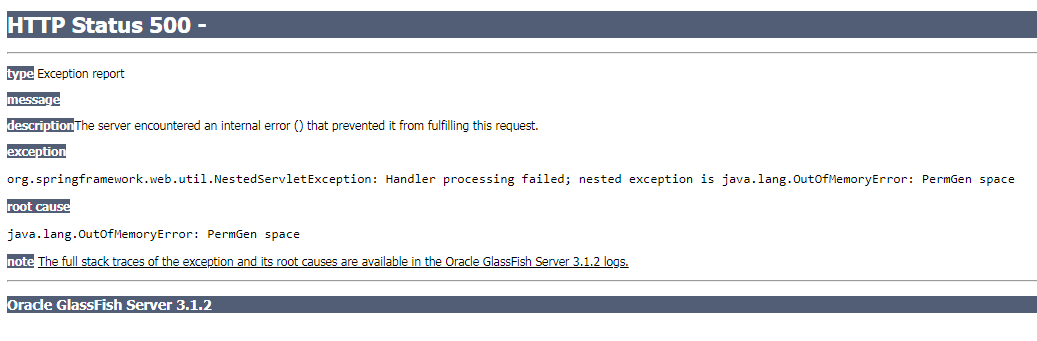 HTTP Status 500 -
type Exception report
message
descriptionThe server encountered an internal error () that prevented it from fulfilling this request.
exception
org.springframework.web.util.NestedServletException: Handler processing failed; nested exception is java.lang.OutOfMemoryError: PermGen space
root cause
java.lang.OutOfMemoryError: PermGen space
note The full stack traces of the exception and its root causes are available in the Oracle GlassFish Server 3.1.2 logs.
Oracle GlassFish Server 3.1.2